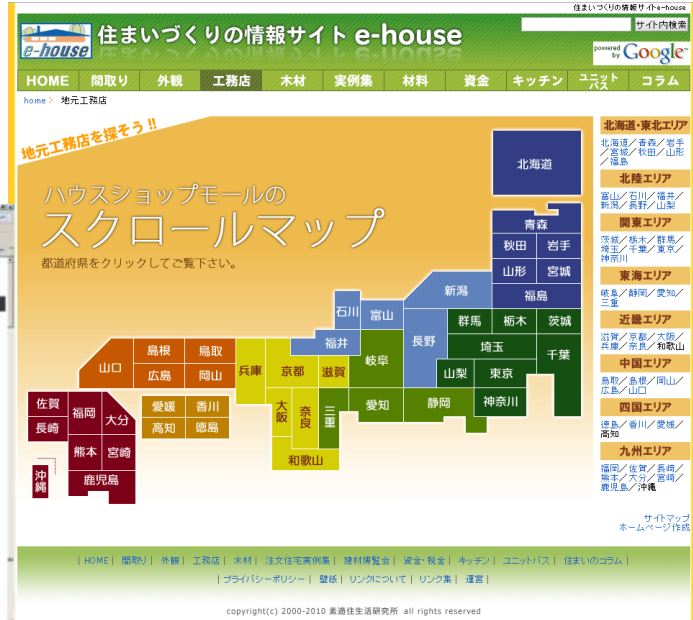 住まいづくりの情報サイトe-house
e-house
住まいづくりの情報サイト e-house
サイト内検索
powered by Google™
HOME
間取り
外観
工務店
木材
実例集
材料
資金
キッチン
ユニットバス
コラム
home> 地元工務店
地元工務店を探そう!!
ハウスショップモールの
スクロールマップ
都道府県をクリックしてご覧下さい。
北海道
青森
秋田 岩手
山形 宮城
福島
新潟
石川 富山
福井
長野
群馬 栃木 茨城
埼玉
千葉
山梨 東京
神奈川
岐阜
愛知 静岡
三重
兵庫 京都 滋賀
大阪 奈良
和歌山
島根 鳥取
山口
広島 岡山
愛媛 香川
高知 徳島
佐賀 福岡 大分
長崎
熊本 宮崎
鹿児島
沖縄
北海道・東北エリア
北海道/青森/岩手
/宮城/秋田/山形
/福島
北陸エリア
富山/石川/福井/
新潟/長野/山梨
関東エリア
茨城/栃木/群馬/
埼玉/千葉/東京/
神奈川
東海エリア
岐阜/静岡/愛知/
三重
近畿エリア
滋賀/京都/大阪/
兵庫/奈良/和歌山
中国エリア
鳥取/島根/岡山/
広島/山口
四国エリア
徳島/香川/愛媛/
高知
九州エリア
福岡/佐賀/長崎/
熊本/大分/宮崎/
鹿児島/沖縄
サイトマップ
ホームページ作成
| HOME | 間取り | 外観 | 工務店 | 木材 | 注文住宅実例集 | 建材博覧会 | 資金・税金 | キッチン | ユニットバス | 住まいのコラム |
| プライバシーポリシー | 壁紙 | リンクについて | リンク集 | 運営 |
copyright(c) 2000-2010 素適住生活研究所 all rights reserved